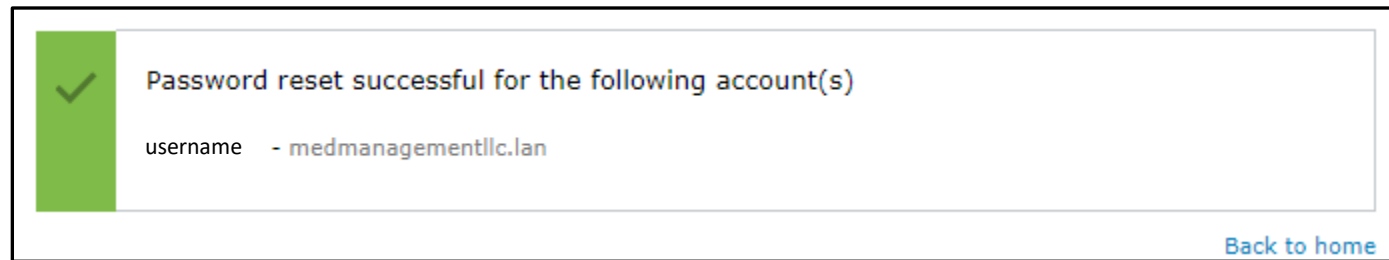 Password reset successful for the following account(s)
username - medmanagementllc.lan
Back to home